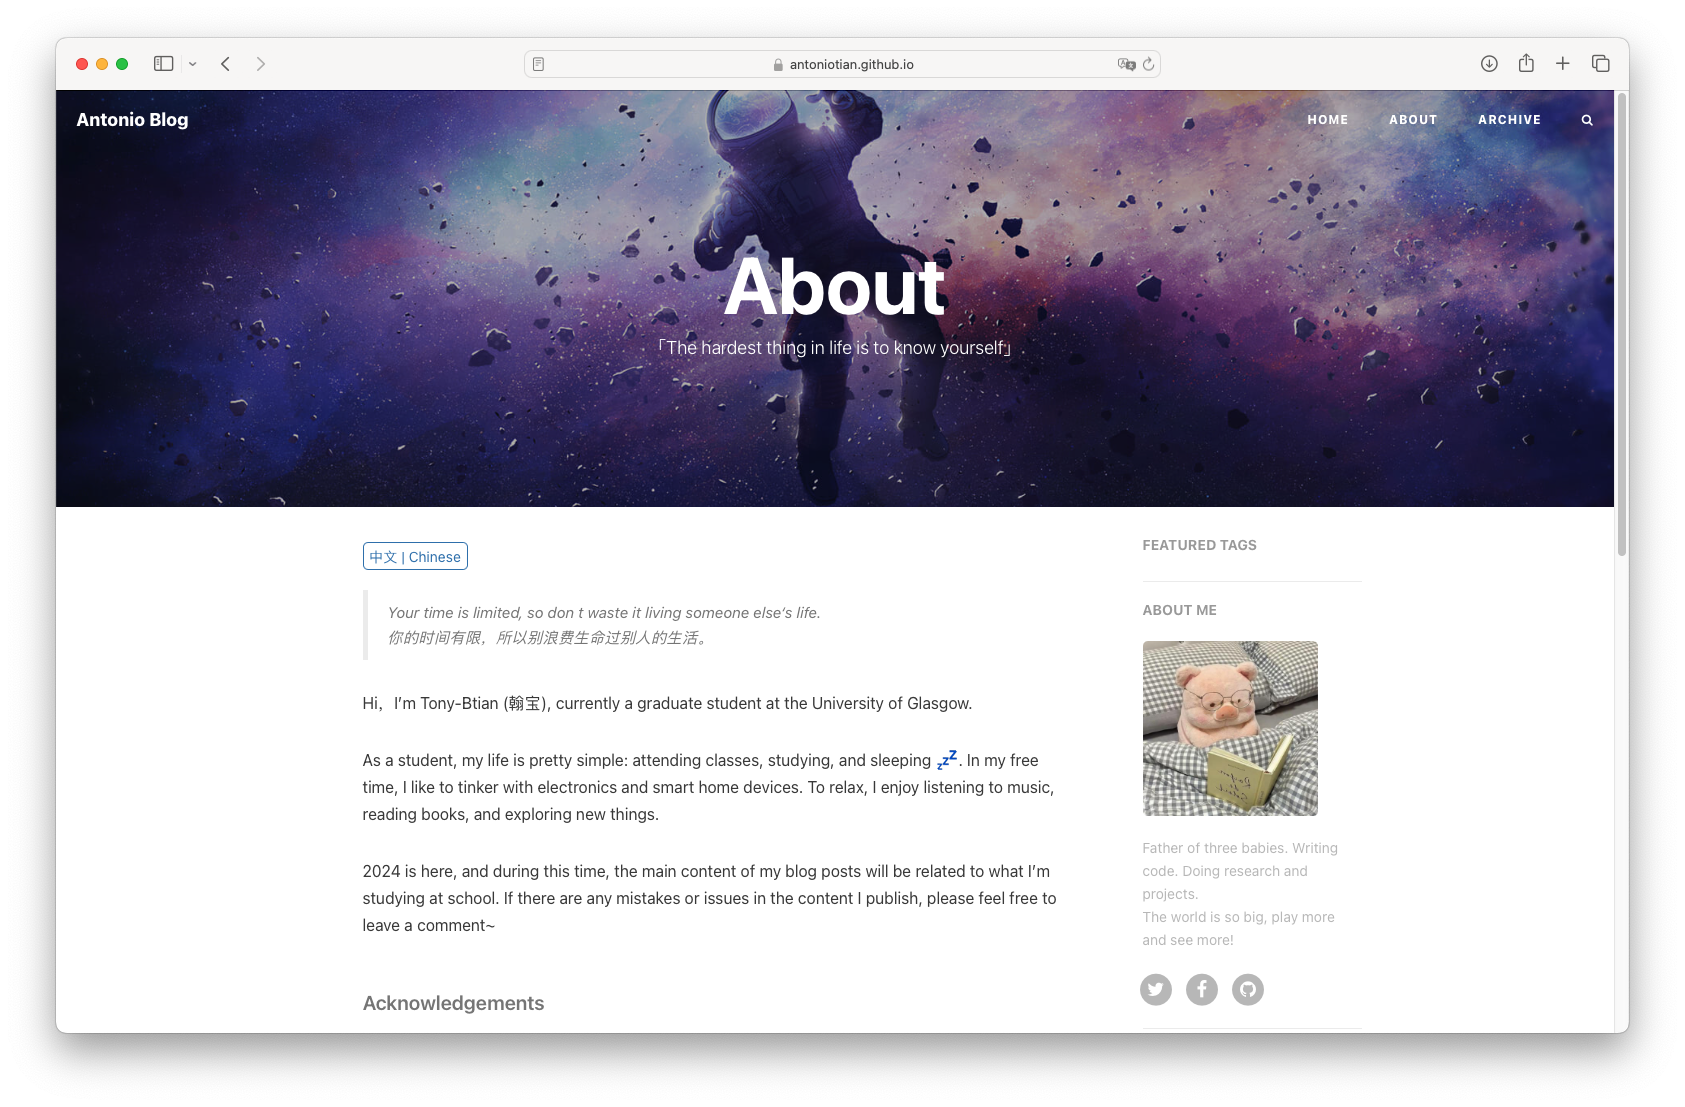 antoniotian.github.io
Antonio Blog
HOME
ABOUT
ARCHIVE
About
「The hardest thing in life is to know yourself」
中文 | Chinese
Your time is limited, so don t waste it living someone else’s life.
你的时间有限，所以别浪费生命过别人的生活。
Hi，I’m Tony-Btian (翰宝), currently a graduate student at the University of Glasgow.
As a student, my life is pretty simple: attending classes, studying, and sleeping 💤. In my free
time, I like to tinker with electronics and smart home devices. To relax, I enjoy listening to music,
reading books, and exploring new things.
2024 is here, and during this time, the main content of my blog posts will be related to what I’m
studying at school. If there are any mistakes or issues in the content I publish, please feel free to
leave a comment~
Acknowledgements
FEATURED TAGS
ABOUT ME
Father of three babies. Writing
code. Doing research and
projects.
The world is so big, play more
and see more!